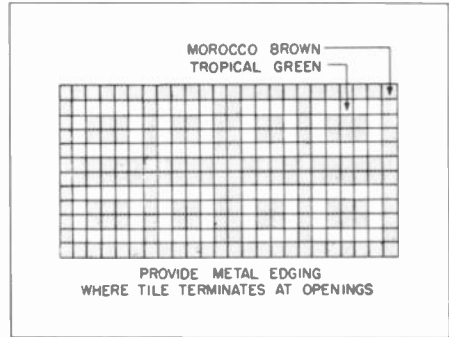 MOROCCO BROWN
TROPICAL GREEN
PROVIDE METAL EDGING
WHERE TILE TERMINATES AT OPENINGS